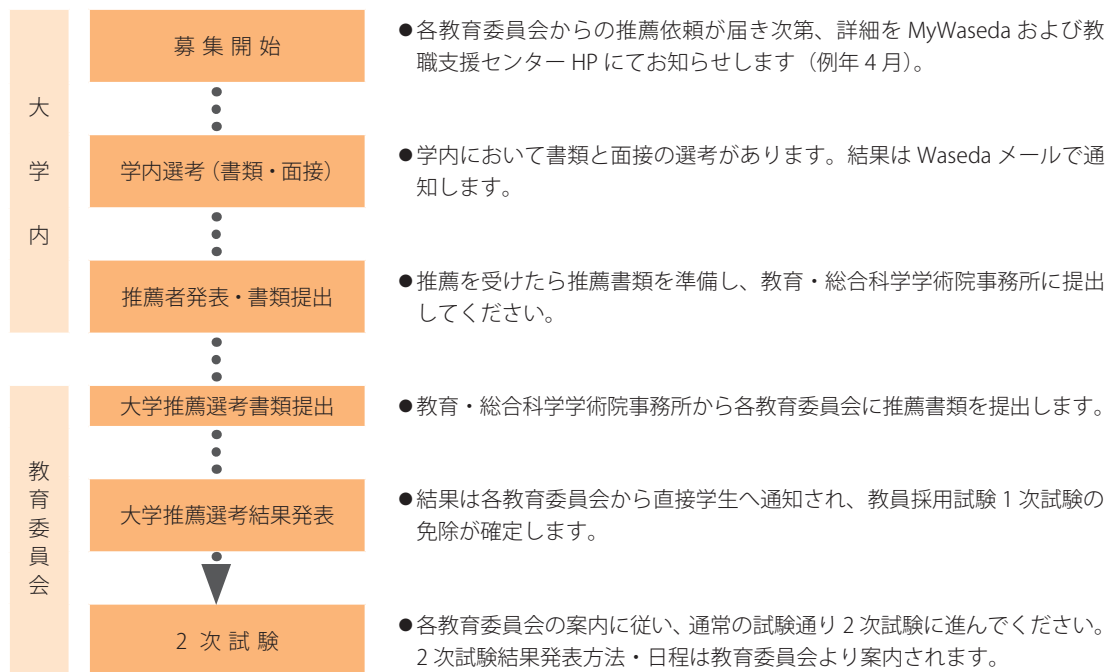 大学内
募集開始
●各教育委員会からの推薦依頼が届き次第、詳細を MyWaseda および教
職支援センター HP にてお知らせします（例年 4 月）。
学内選考（書類・面接）
●学内において書類と面接の選考があります。結果は Waseda メールで通
知します。
推薦者発表・書類提出
●推薦を受けたら推薦書類を準備し、教育・総合科学学術院事務所に提出
してください。
教育委員会
大学推薦選考書類提出
●教育・総合科学学術院事務所から各教育委員会に推薦書類を提出します。
大学推薦選考結果発表
●結果は各教育委員会から直接学生へ通知され、教員採用試験 1 次試験の
免除が確定します。
2 次試験
●各教育委員会の案内に従い、通常の試験通り 2 次試験に進んでください。
2 次試験結果発表方法・日程は教育委員会より案内されます。